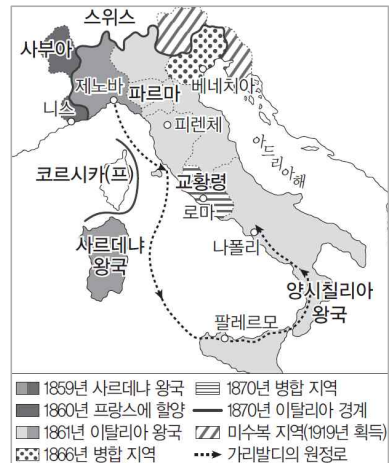 스위스
사부아
제노바
파르마
베네치아
니스
피렌체
아드리아해
코르시카(프)
교황령
로마
사르데냐
왕국
나폴리
양시칠리아
왕국
팔레르모
1859년 사르데냐 왕국
1870년 병합 지역
1860년 프랑스에 할양
1870년 이탈리아 경계
1861년 이탈리아 왕국
미수복 지역(1919년 획득)
1866년 병합 지역
가리발디의 원정로